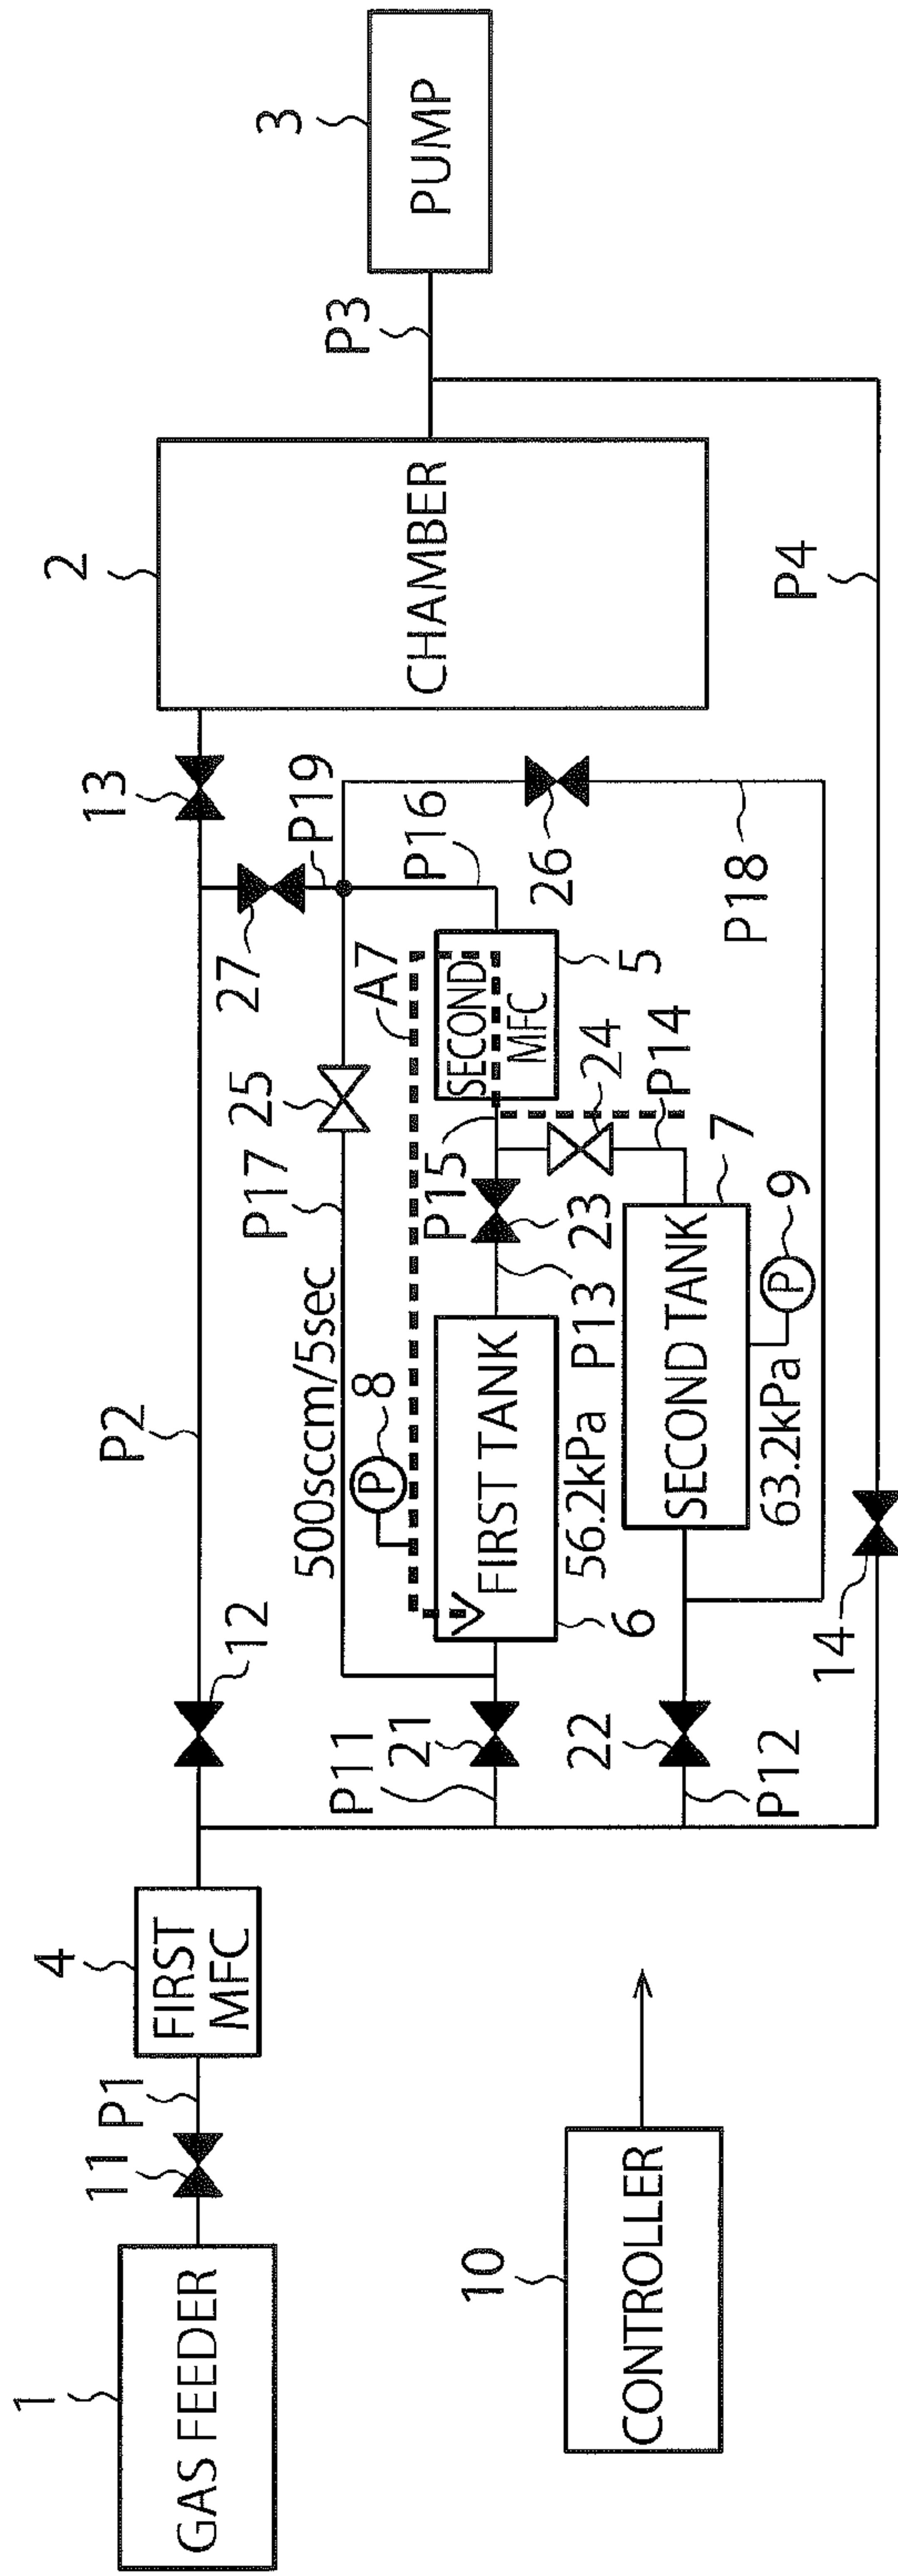 1
GAS FEEDER
11
P1
4
FIRST
MFC
12
P2
13
2
CHAMBER
P3
3
PUMP
27
P19
P17
25
500sccm/5sec
8
P
A7
P16
P11
21
FIRST TANK
6
56.2kPa
P13
23
P15
SECOND
MFC
5
24
P14
26
P18
22
P12
SECOND TANK
7
63.2kPa
P
9
14
P4
10
CONTROLLER